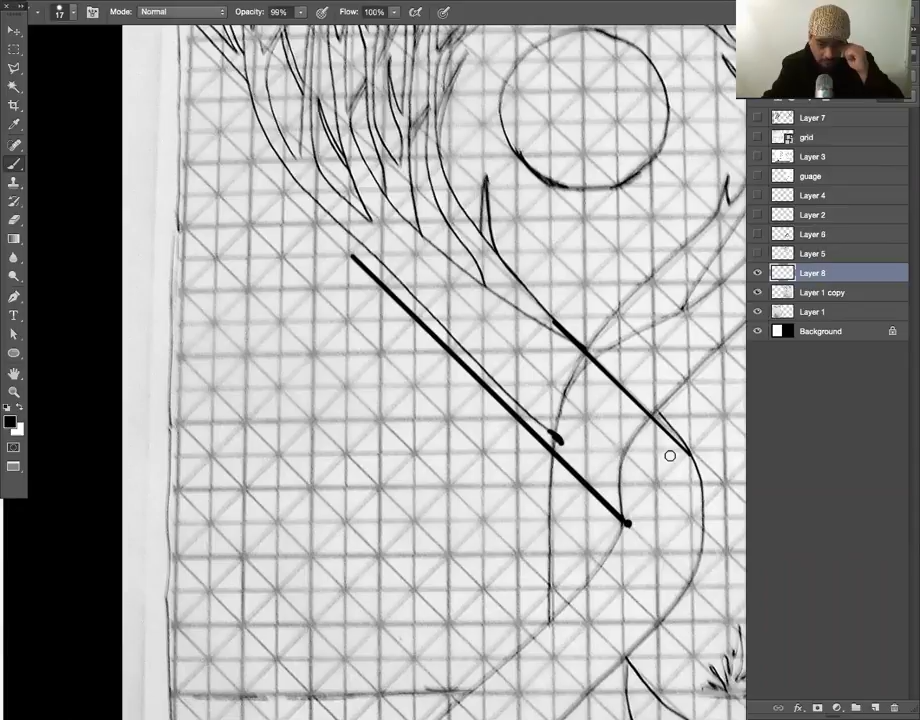 17 Mode: Normal Opacity: 99% Flow: 100%
Layer 7
grid
Layer 3
guage
Layer 4
Layer 2
Layer 6
Layer 5
Layer 8
Layer 1 copy
Layer 1
Background
T
fx